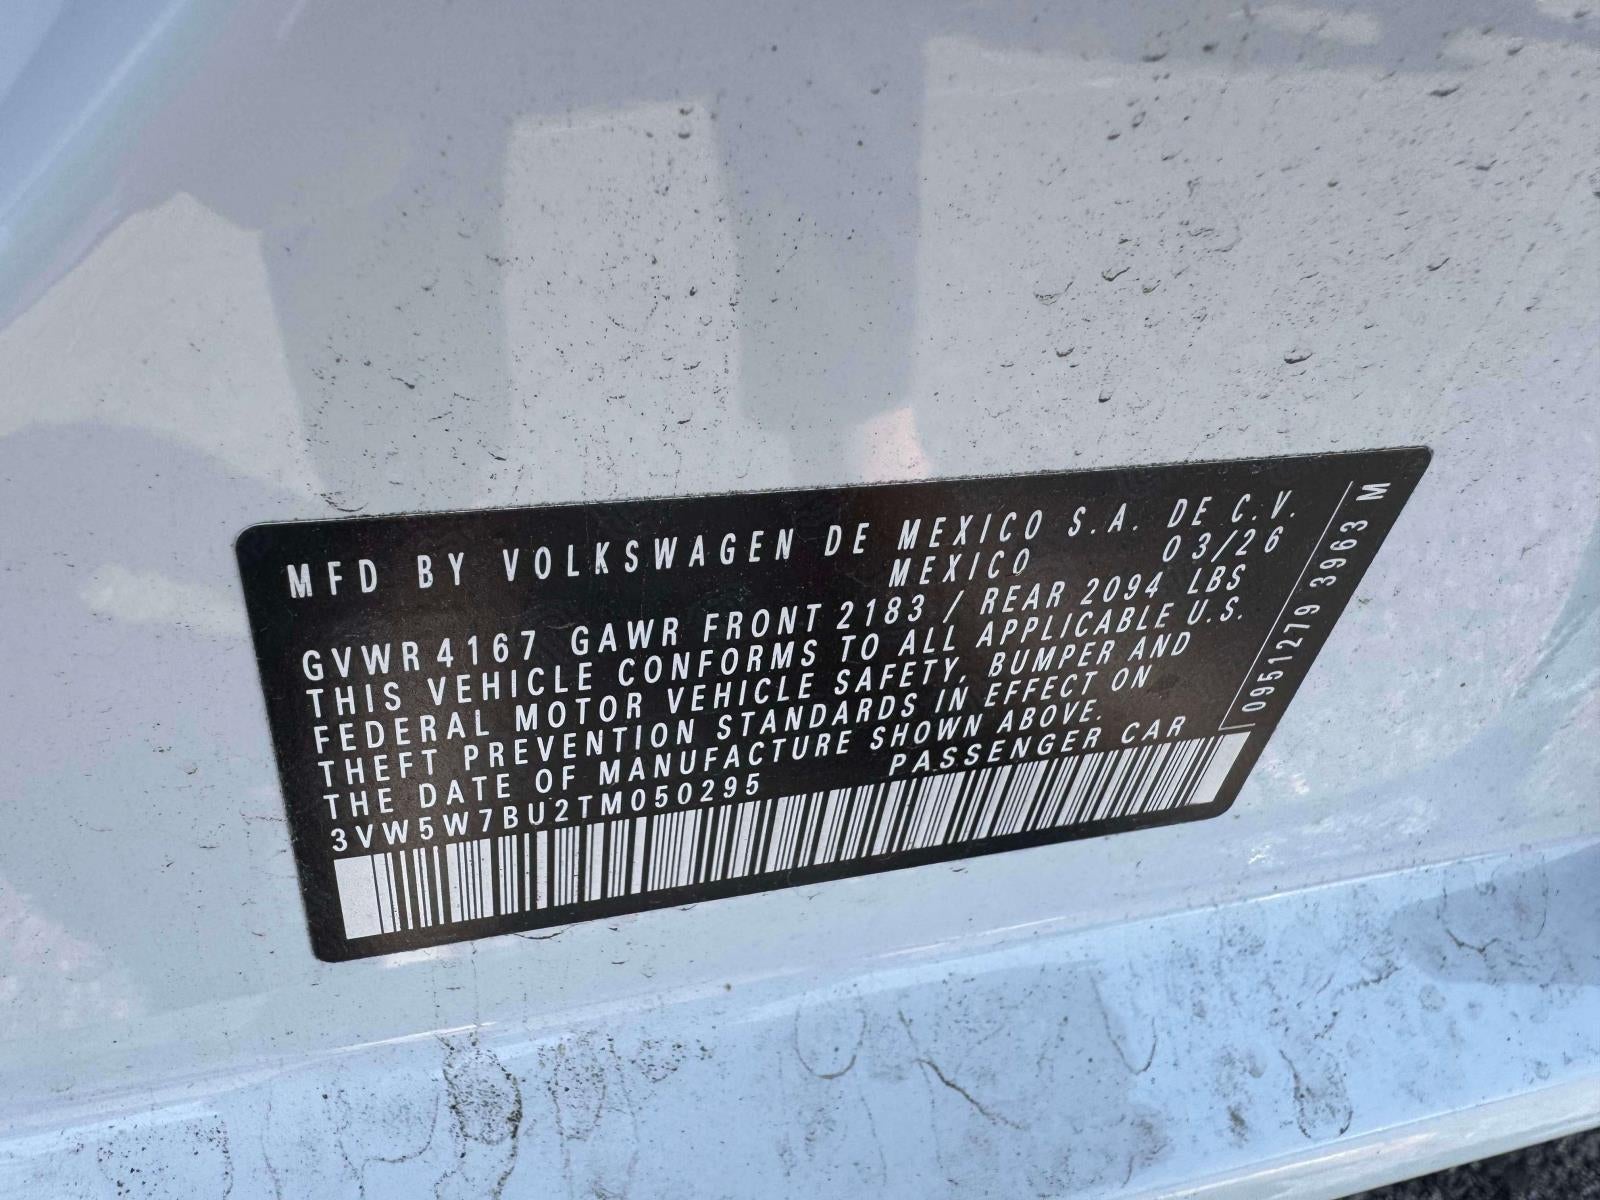 MFD BY VOLKSWAGEN DE MEXICO S.A. DE C.V.
MEXICO 03/26
GVWR 4167 GAWR FRONT 2183 / REAR 2094 LBS
THIS VEHICLE CONFORMS TO ALL APPLICABLE U.S.
FEDERAL MOTOR VEHICLE SAFETY, BUMPER AND
THEFT PREVENTION STANDARDS IN EFFECT ON
THE DATE OF MANUFACTURE SHOWN ABOVE.
3VW5W7BU2TM050295 PASSENGER CAR
0951279 3963 M